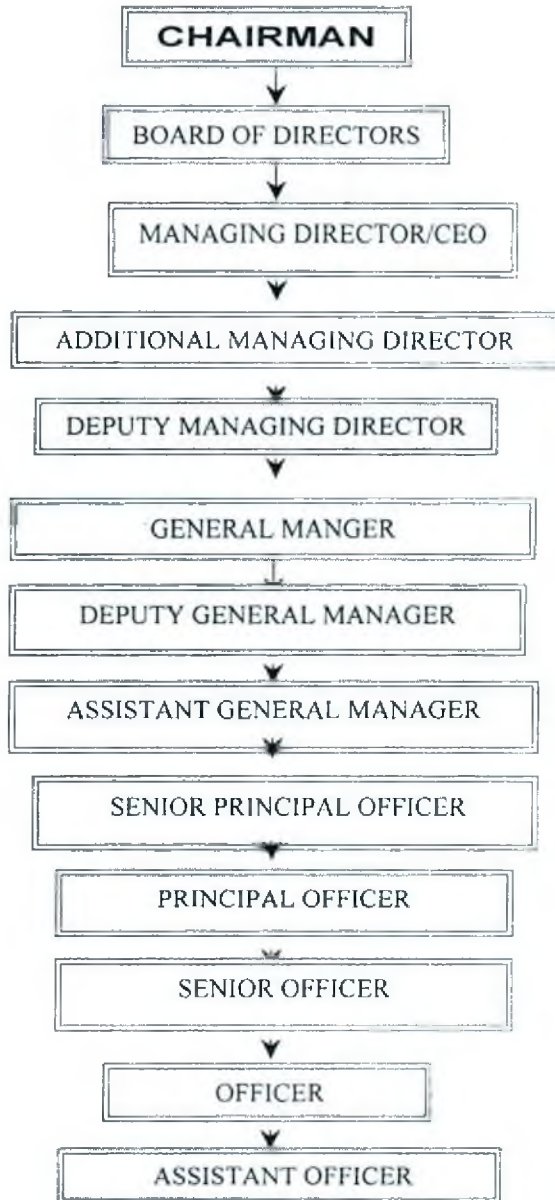 CHAIRMAN
BOARD OF DIRECTORS
MANAGING DIRECTOR/CEO
ADDITIONAL MANAGING DIRECTOR
DEPUTY MANAGING DIRECTOR
GENERAL MANGER
DEPUTY GENERAL MANAGER
ASSISTANT GENERAL MANAGER
SENIOR PRINCIPAL OFFICER
PRINCIPAL OFFICER
SENIOR OFFICER
OFFICER
ASSISTANT OFFICER